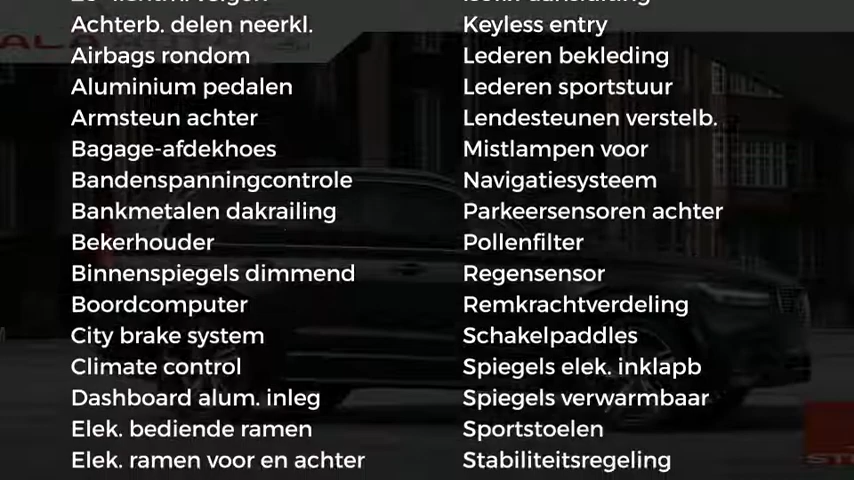 Achterb. delen neerkl.
Airbags rondom
Aluminium pedalen
Armsteun achter
Bagage-afdekhoes
Bandenspanningcontrole
Bankmetalen dakrailing
Bekerhouder
Binnenspiegels dimmend
Boordcomputer
City brake system
Climate control
Dashboard alum. inleg
Elek. bediende ramen
Elek. ramen voor en achter
Keyless entry
Lederen bekleding
Lederen sportstuur
Lendesteunen verstelb.
Mistlampen voor
Navigatiesysteem
Parkeersensoren achter
Pollenfilter
Regensensor
Remkrachtverdeling
Schakelpaddles
Spiegels elek. inklapb
Spiegels verwarmbaar
Sportstoelen
Stabiliteitsregeling